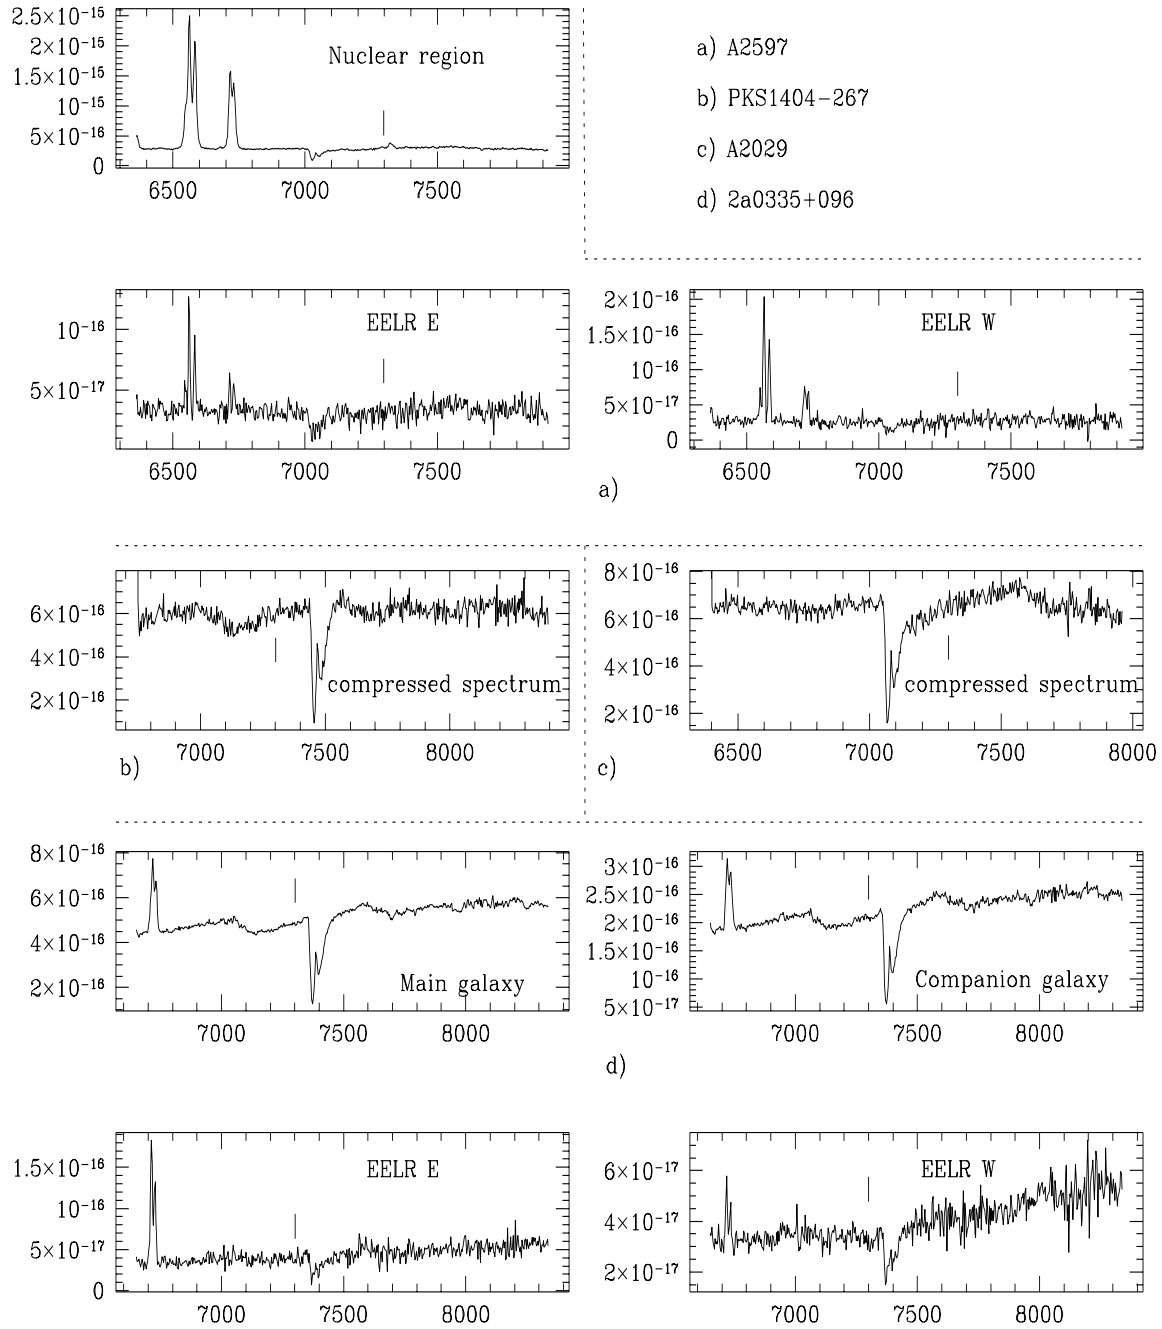 2.5×10⁻¹⁵
2×10⁻¹⁵
1.5×10⁻¹⁵
10⁻¹⁵
5×10⁻¹⁶
0
Nuclear region
6500 7000 7500
a) A2597
b) PKS1404-267
c) A2029
d) 2a0335+096
10⁻¹⁶
5×10⁻¹⁷
EELR E
6500 7000 7500
2×10⁻¹⁶
1.5×10⁻¹⁶
10⁻¹⁶
5×10⁻¹⁷
0
EELR W
6500 7000 7500
a)
6×10⁻¹⁶
4×10⁻¹⁶
2×10⁻¹⁶
compressed spectrum
7000 7500 8000
b)
8×10⁻¹⁶
6×10⁻¹⁶
4×10⁻¹⁶
2×10⁻¹⁶
compressed spectrum
6500 7000 7500 8000
c)
8×10⁻¹⁶
6×10⁻¹⁶
4×10⁻¹⁶
2×10⁻¹⁶
Main galaxy
7000 7500 8000
3×10⁻¹⁶
2.5×10⁻¹⁶
2×10⁻¹⁶
1.5×10⁻¹⁶
10⁻¹⁶
5×10⁻¹⁷
Companion galaxy
7000 7500 8000
d)
1.5×10⁻¹⁶
10⁻¹⁶
5×10⁻¹⁷
0
EELR E
7000 7500 8000
6×10⁻¹⁷
4×10⁻¹⁷
2×10⁻¹⁷
EELR W
7000 7500 8000